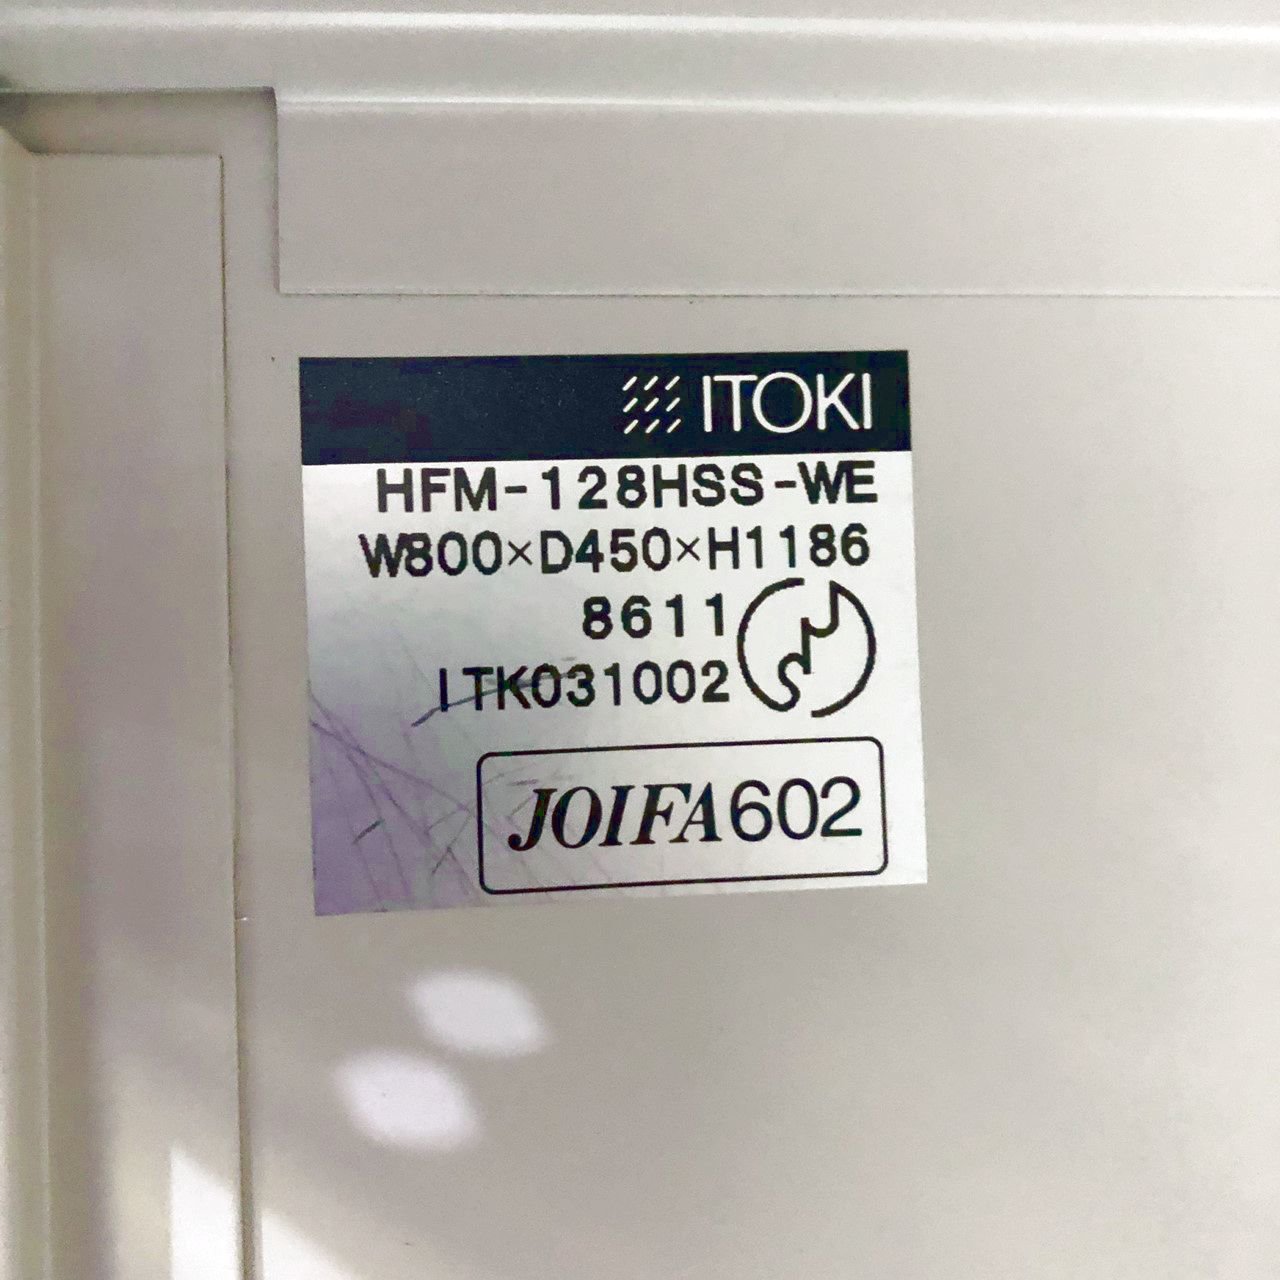 ITOKI
HFM-128HSS-WE
W800×D450×H1186
8611
ITK031002
JOIFA602